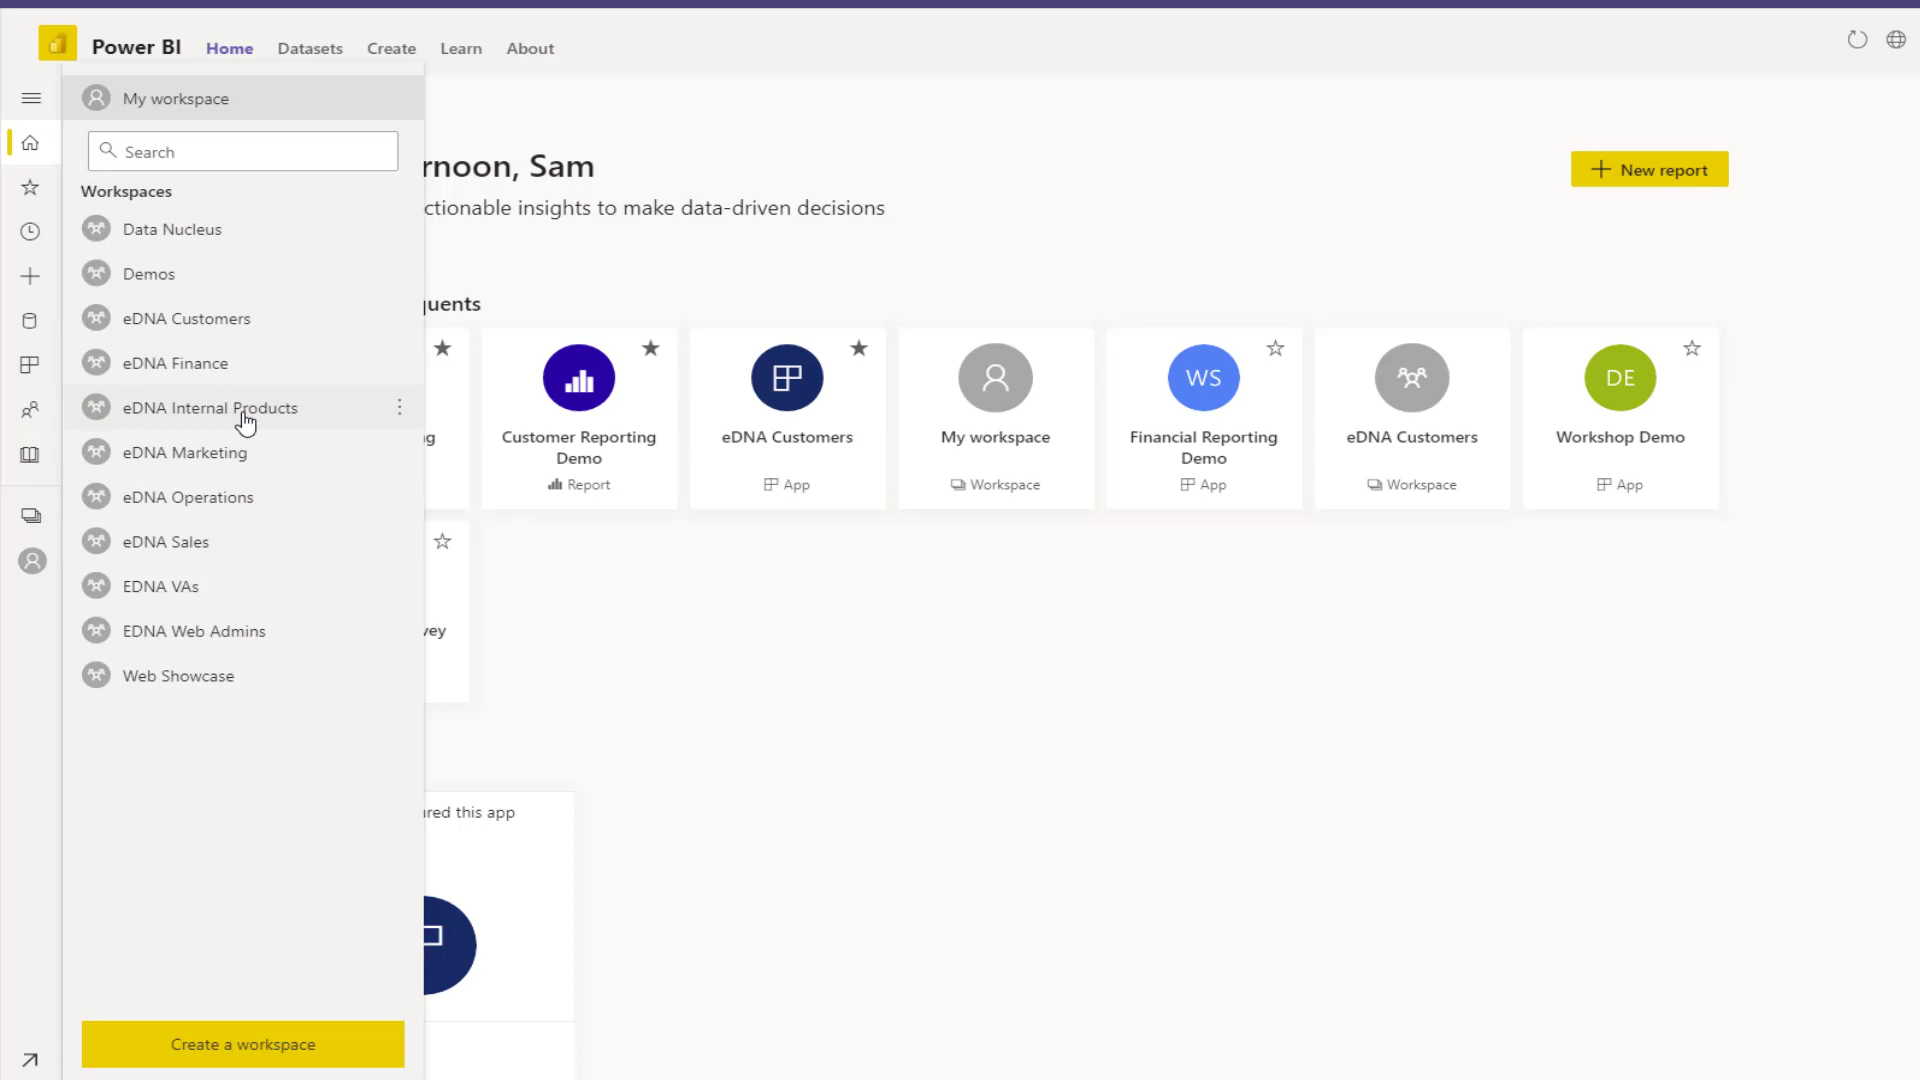 Power BI
Home
Datasets
Create
Learn
About
My workspace
Search
Workspaces
Data Nucleus
Demos
eDNA Customers
eDNA Finance
eDNA Internal Products
eDNA Marketing
eDNA Operations
eDNA Sales
EDNA VAs
EDNA Web Admins
Web Showcase
Create a workspace
rnoon, Sam
ctionable insights to make data-driven decisions
New report
quents
g
Customer Reporting
Demo
Report
eDNA Customers
App
My workspace
Workspace
WS
Financial Reporting
Demo
App
eDNA Customers
Workspace
DE
Workshop Demo
App
vey
ured this app